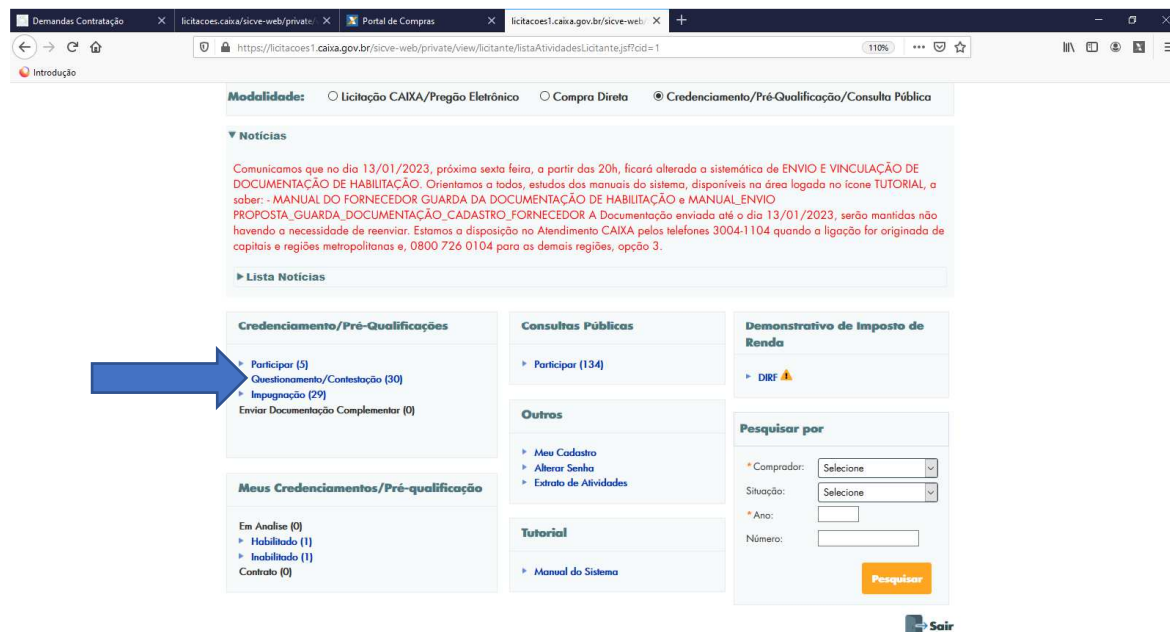 Demandas Contratação
licitacoes.caixa/sicve-web/private/
Portal de Compras
licitacoes1.caixa.gov.br/sicve-web
https://licitacoes1.caixa.gov.br/sicve-web/private/view/licitante/listaAtividadesLicitante.jsf?cid=1
110%
Introdução
Modalidade: Licitação CAIXA/Pregão Eletrônico Compra Direta Credenciamento/Pré-Qualificação/Consulta Pública
Notícias
Comunicamos que no dia 13/01/2023, próxima sexta feira, a partir das 20h, ficará alterada a sistemática de ENVIO E VINCULAÇÃO DE
DOCUMENTAÇÃO DE HABILITAÇÃO. Orientamos a todos, estudos dos manuais do sistema, disponíveis na área logada no ícone TUTORIAL, a
saber: - MANUAL DO FORNECEDOR GUARDA DA DOCUMENTAÇÃO DE HABILITAÇÃO e MANUAL_ENVIO
PROPOSTA_GUARDA_DOCUMENTAÇÃO_CADASTRO_FORNECEDOR A Documentação enviada até o dia 13/01/2023, serão mantidas não
havendo a necessidade de reenviar. Estamos a disposição no Atendimento CAIXA pelos telefones 3004-1104 quando a ligação for originada de
capitais e regiões metropolitanas e, 0800 726 0104 para as demais regiões, opção 3.
Lista Notícias
Credenciamento/Pré-Qualificações
Participar (5)
Questionamento/Contestação (30)
Impugnação (29)
Enviar Documentação Complementar (0)
Meus Credenciamentos/Pré-qualificação
Em Analise (0)
Habilitado (1)
Inabilitado (1)
Contrato (0)
Consultas Públicas
Participar (134)
Outros
Meu Cadastro
Alterar Senha
Extrato de Atividades
Tutorial
Manual do Sistema
Demonstrativo de Imposto de
Renda
DIRF
Pesquisar por
*Comprador: Selecione
Situação: Selecione
*Ano:
Número:
Pesquisar
Sair